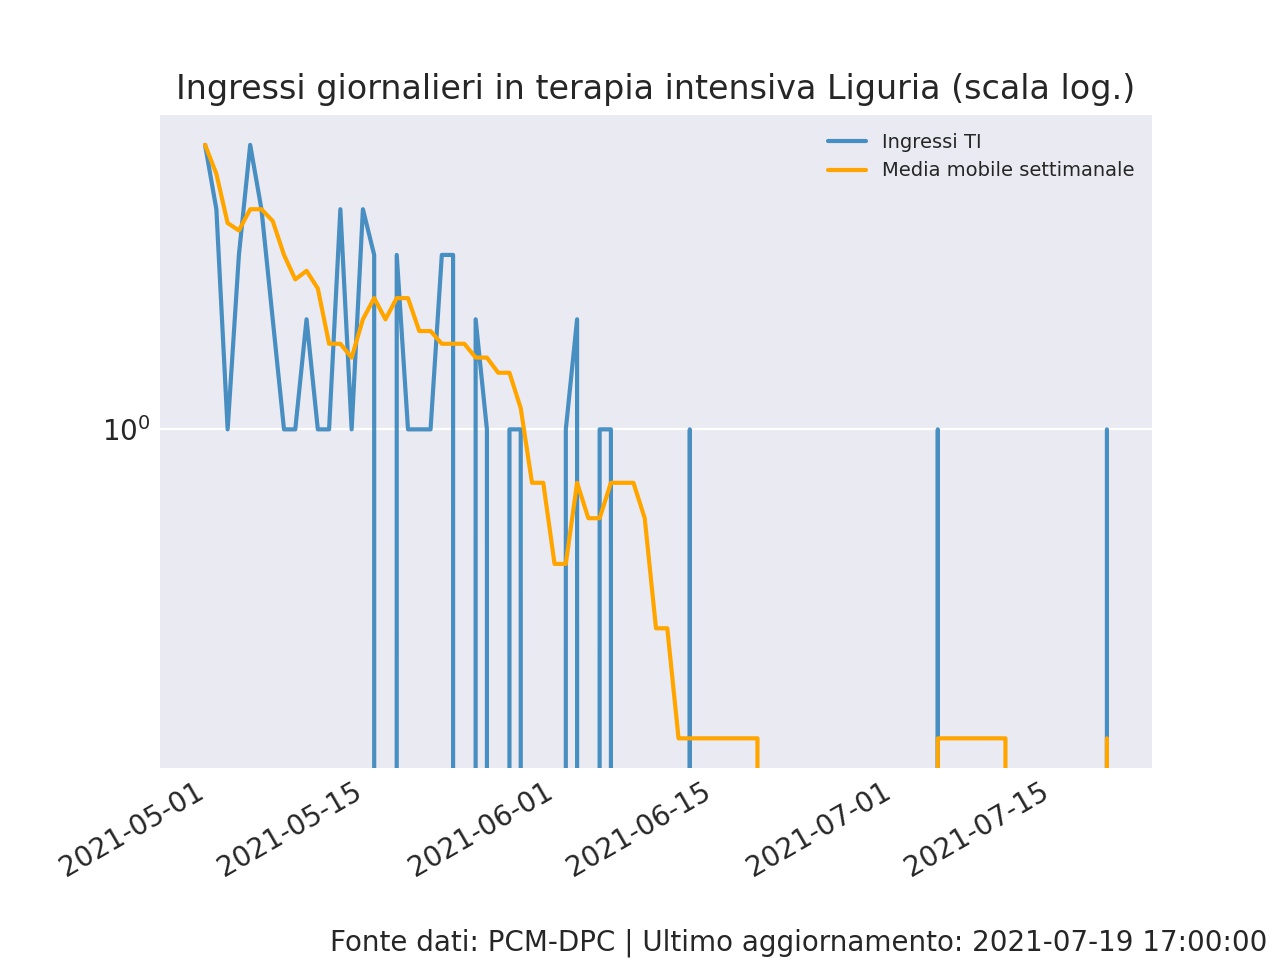 Ingressi giornalieri in terapia intensiva Liguria (scala log.)
Ingressi TI
Media mobile settimanale
10⁰
2021-05-01
2021-05-15
2021-06-01
2021-06-15
2021-07-01
2021-07-15
Fonte dati: PCM-DPC | Ultimo aggiornamento: 2021-07-19 17:00:00